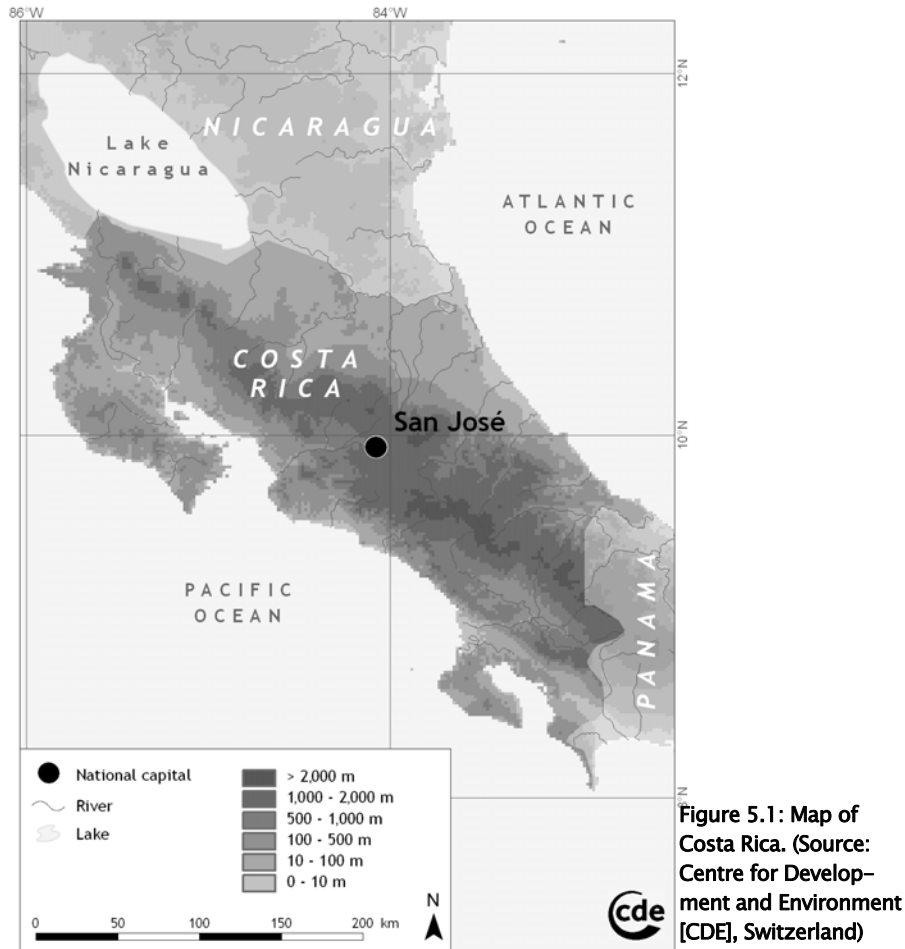 86°W
84°W
12°N
NICARAGUA
Lake
Nicaragua
ATLANTIC
OCEAN
COSTA
RICA
San José
10°N
PACIFIC
OCEAN
PANAMA
National capital
River
Lake
> 2,000 m
1,000 - 2,000 m
500 - 1,000 m
100 - 500 m
10 - 100 m
0 - 10 m
N
0 50 100 150 200 km
cde
8°N
Figure 5.1: Map of
Costa Rica. (Source:
Centre for Develop-
ment and Environment
[CDE], Switzerland)